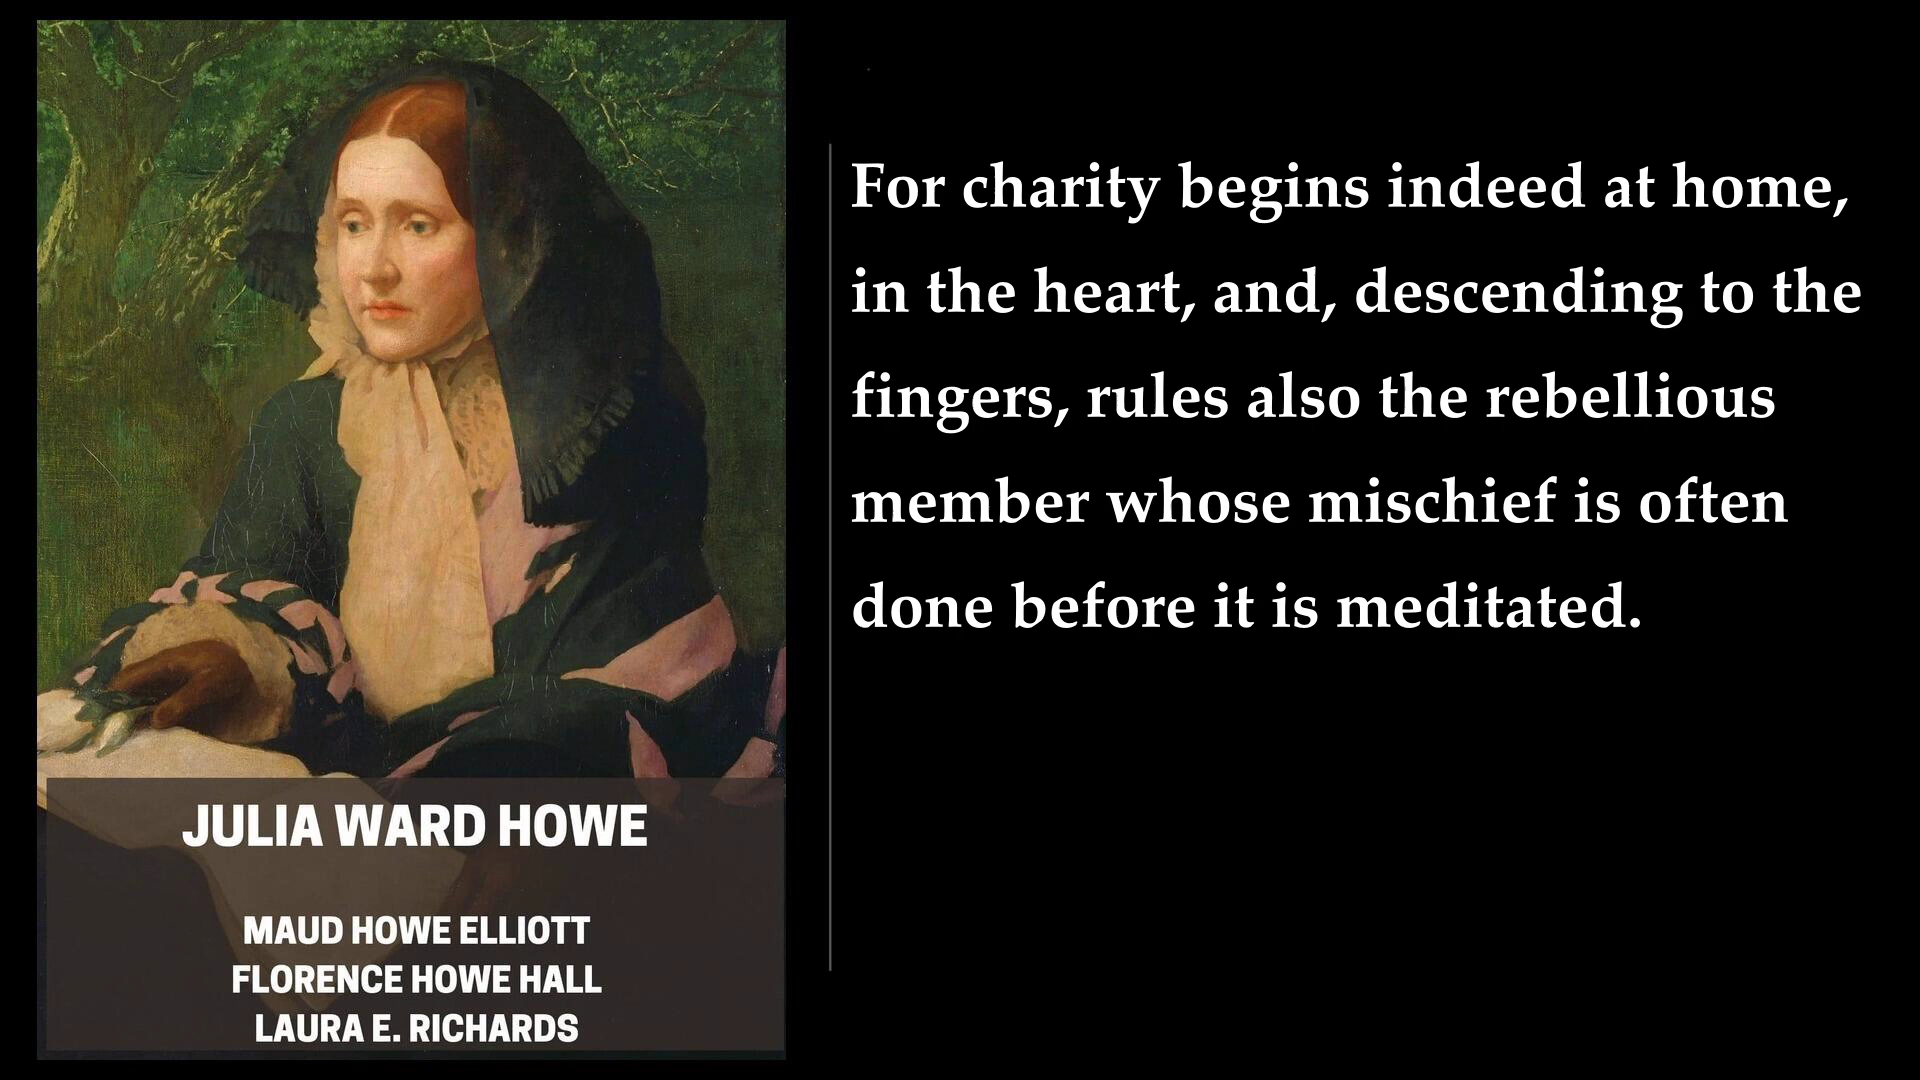 JULIA WARD HOWE
MAUD HOWE ELLIOTT
FLORENCE HOWE HALL
LAURA E. RICHARDS
For charity begins indeed at home,
in the heart, and, descending to the
fingers, rules also the rebellious
member whose mischief is often
done before it is meditated.